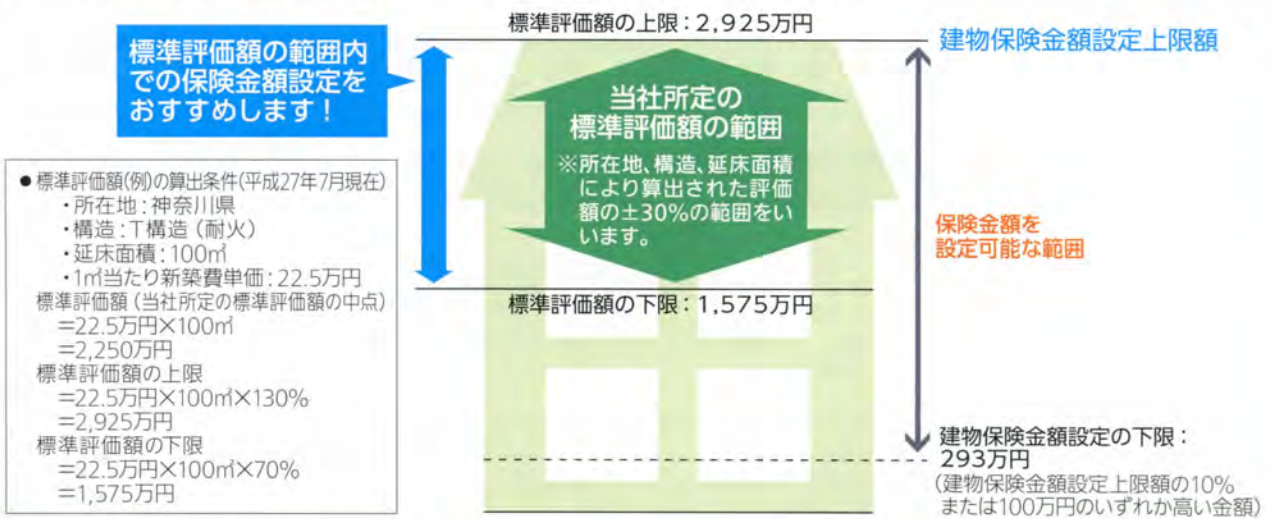 標準評価額の上限：2,925万円
標準評価額の範囲内
での保険金額設定を
おすすめします！
建物保険金額設定上限額
当社所定の
標準評価額の範囲
※所在地、構造、延床面積
により算出された評価
額の±30%の範囲をい
います。
●標準評価額(例)の算出条件(平成27年7月現在)
・所在地：神奈川県
・構造：T構造（耐火）
・延床面積：100㎡
・1㎡当たり新築費単価：22.5万円
標準評価額（当社所定の標準評価額の中点）
＝22.5万円×100㎡
＝2,250万円
標準評価額の上限
＝22.5万円×100㎡×130%
＝2,925万円
標準評価額の下限
＝22.5万円×100㎡×70%
＝1,575万円
保険金額を
設定可能な範囲
標準評価額の下限：1,575万円
建物保険金額設定の下限：
293万円
（建物保険金額設定上限額の10%
または100万円のいずれか高い金額）